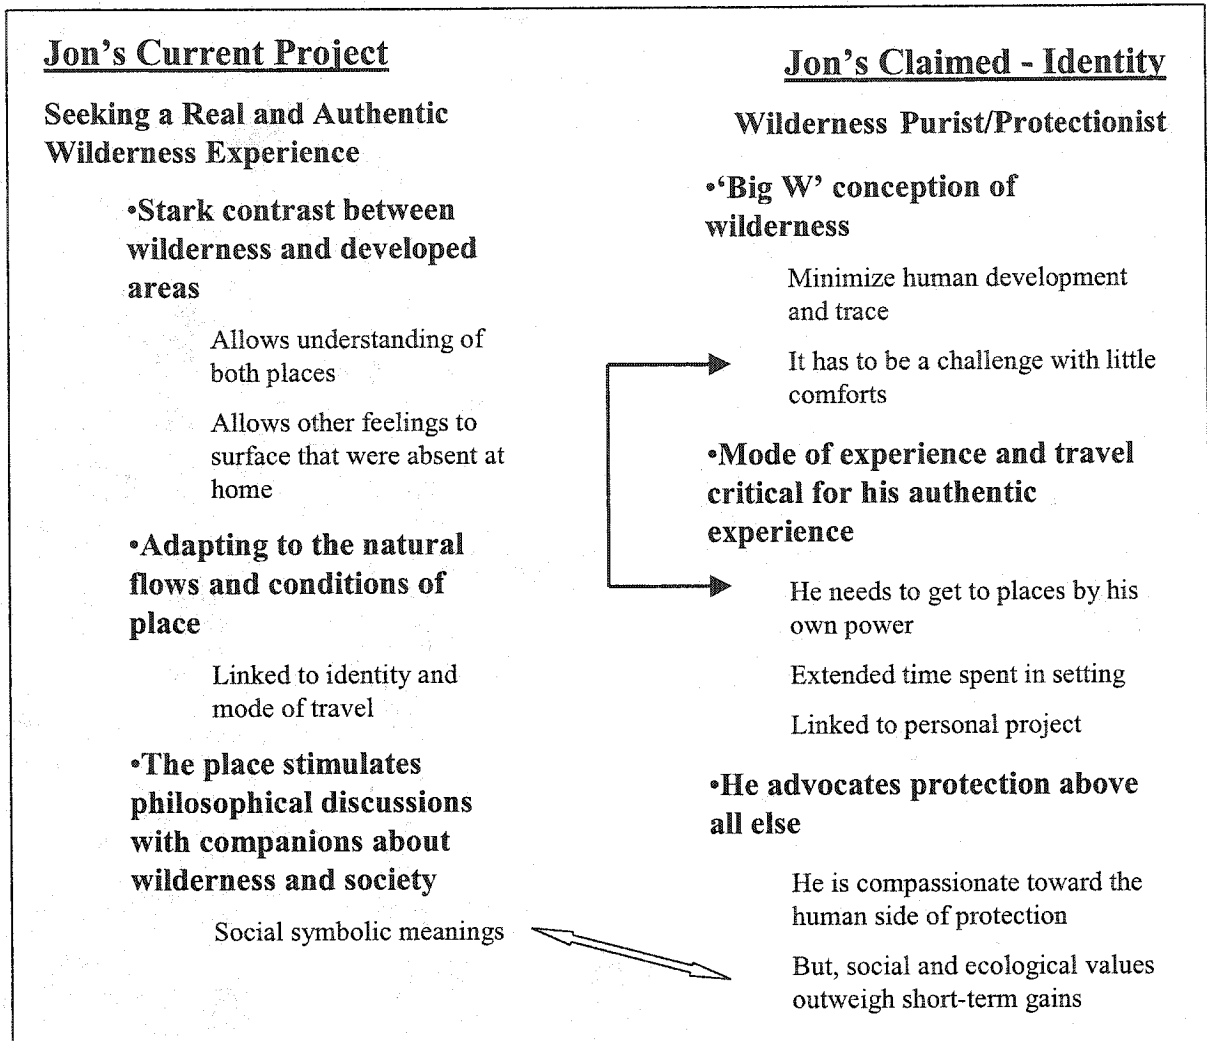 Jon's Current Project
Seeking a Real and Authentic
Wilderness Experience
•Stark contrast between
wilderness and developed
areas
Allows understanding of
both places
Allows other feelings to
surface that were absent at
home
•Adapting to the natural
flows and conditions of
place
Linked to identity and
mode of travel
•The place stimulates
philosophical discussions
with companions about
wilderness and society
Social symbolic meanings
Jon's Claimed - Identity
Wilderness Purist/Protectionist
•‘Big W’ conception of
wilderness
Minimize human development
and trace
It has to be a challenge with little
comforts
•Mode of experience and travel
critical for his authentic
experience
He needs to get to places by his
own power
Extended time spent in setting
Linked to personal project
•He advocates protection above
all else
He is compassionate toward the
human side of protection
But, social and ecological values
outweigh short-term gains